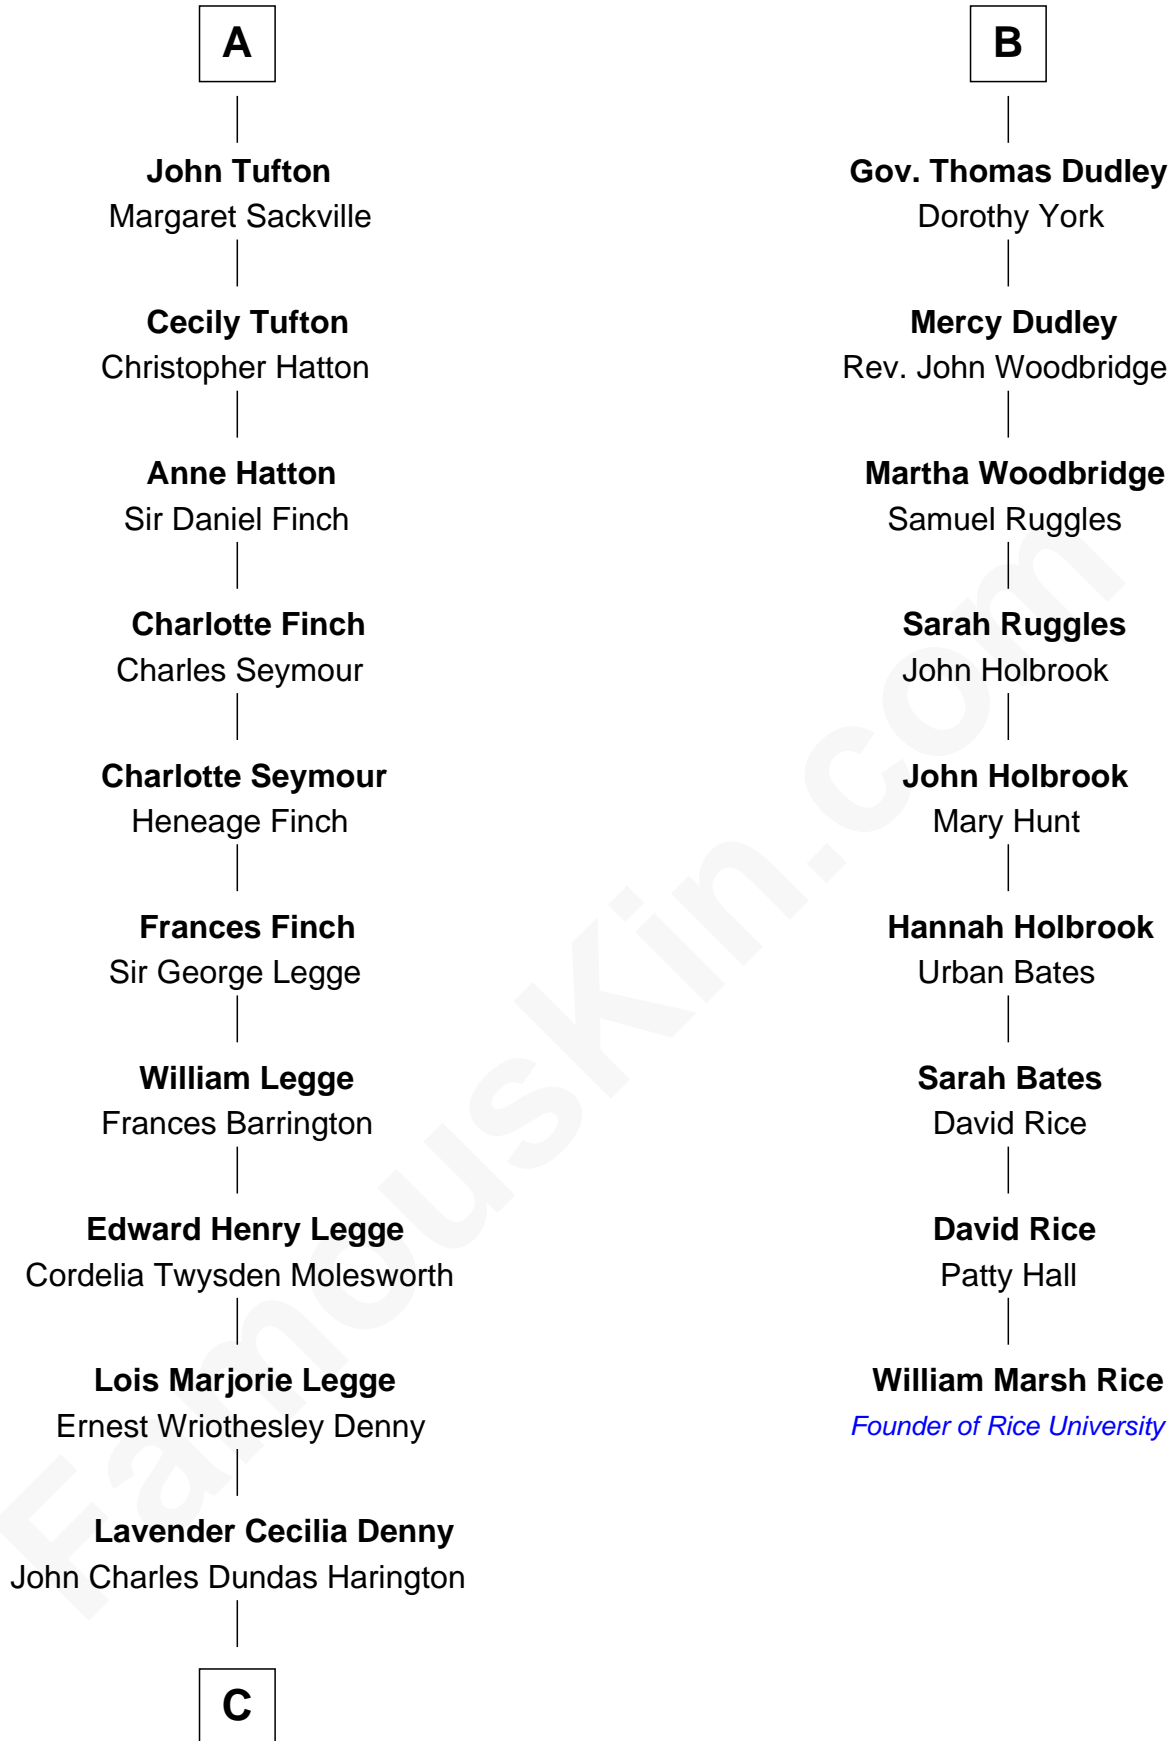 A
John Tufton
Margaret Sackville
Cecily Tufton
Christopher Hatton
Anne Hatton
Sir Daniel Finch
Charlotte Finch
Charles Seymour
Charlotte Seymour
Heneage Finch
Frances Finch
Sir George Legge
William Legge
Frances Barrington
Edward Henry Legge
Cordelia Twysden Molesworth
Lois Marjorie Legge
Ernest Wriothesley Denny
Lavender Cecilia Denny
John Charles Dundas Harington
C
B
Gov. Thomas Dudley
Dorothy York
Mercy Dudley
Rev. John Woodbridge
Martha Woodbridge
Samuel Ruggles
Sarah Ruggles
John Holbrook
John Holbrook
Mary Hunt
Hannah Holbrook
Urban Bates
Sarah Bates
David Rice
David Rice
Patty Hall
William Marsh Rice
Founder of Rice University
FamousKin.com